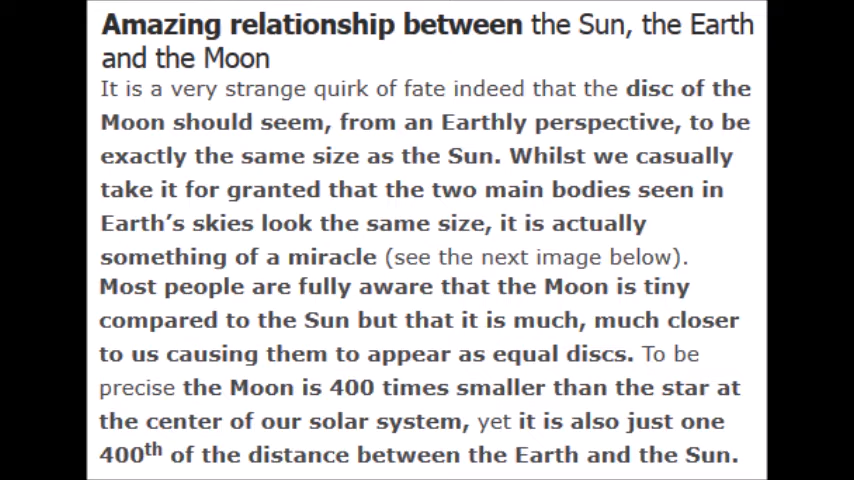 Amazing relationship between the Sun, the Earth
and the Moon
It is a very strange quirk of fate indeed that the disc of the
Moon should seem, from an Earthly perspective, to be
exactly the same size as the Sun. Whilst we casually
take it for granted that the two main bodies seen in
Earth’s skies look the same size, it is actually
something of a miracle (see the next image below).
Most people are fully aware that the Moon is tiny
compared to the Sun but that it is much, much closer
to us causing them to appear as equal discs. To be
precise the Moon is 400 times smaller than the star at
the center of our solar system, yet it is also just one
400th of the distance between the Earth and the Sun.